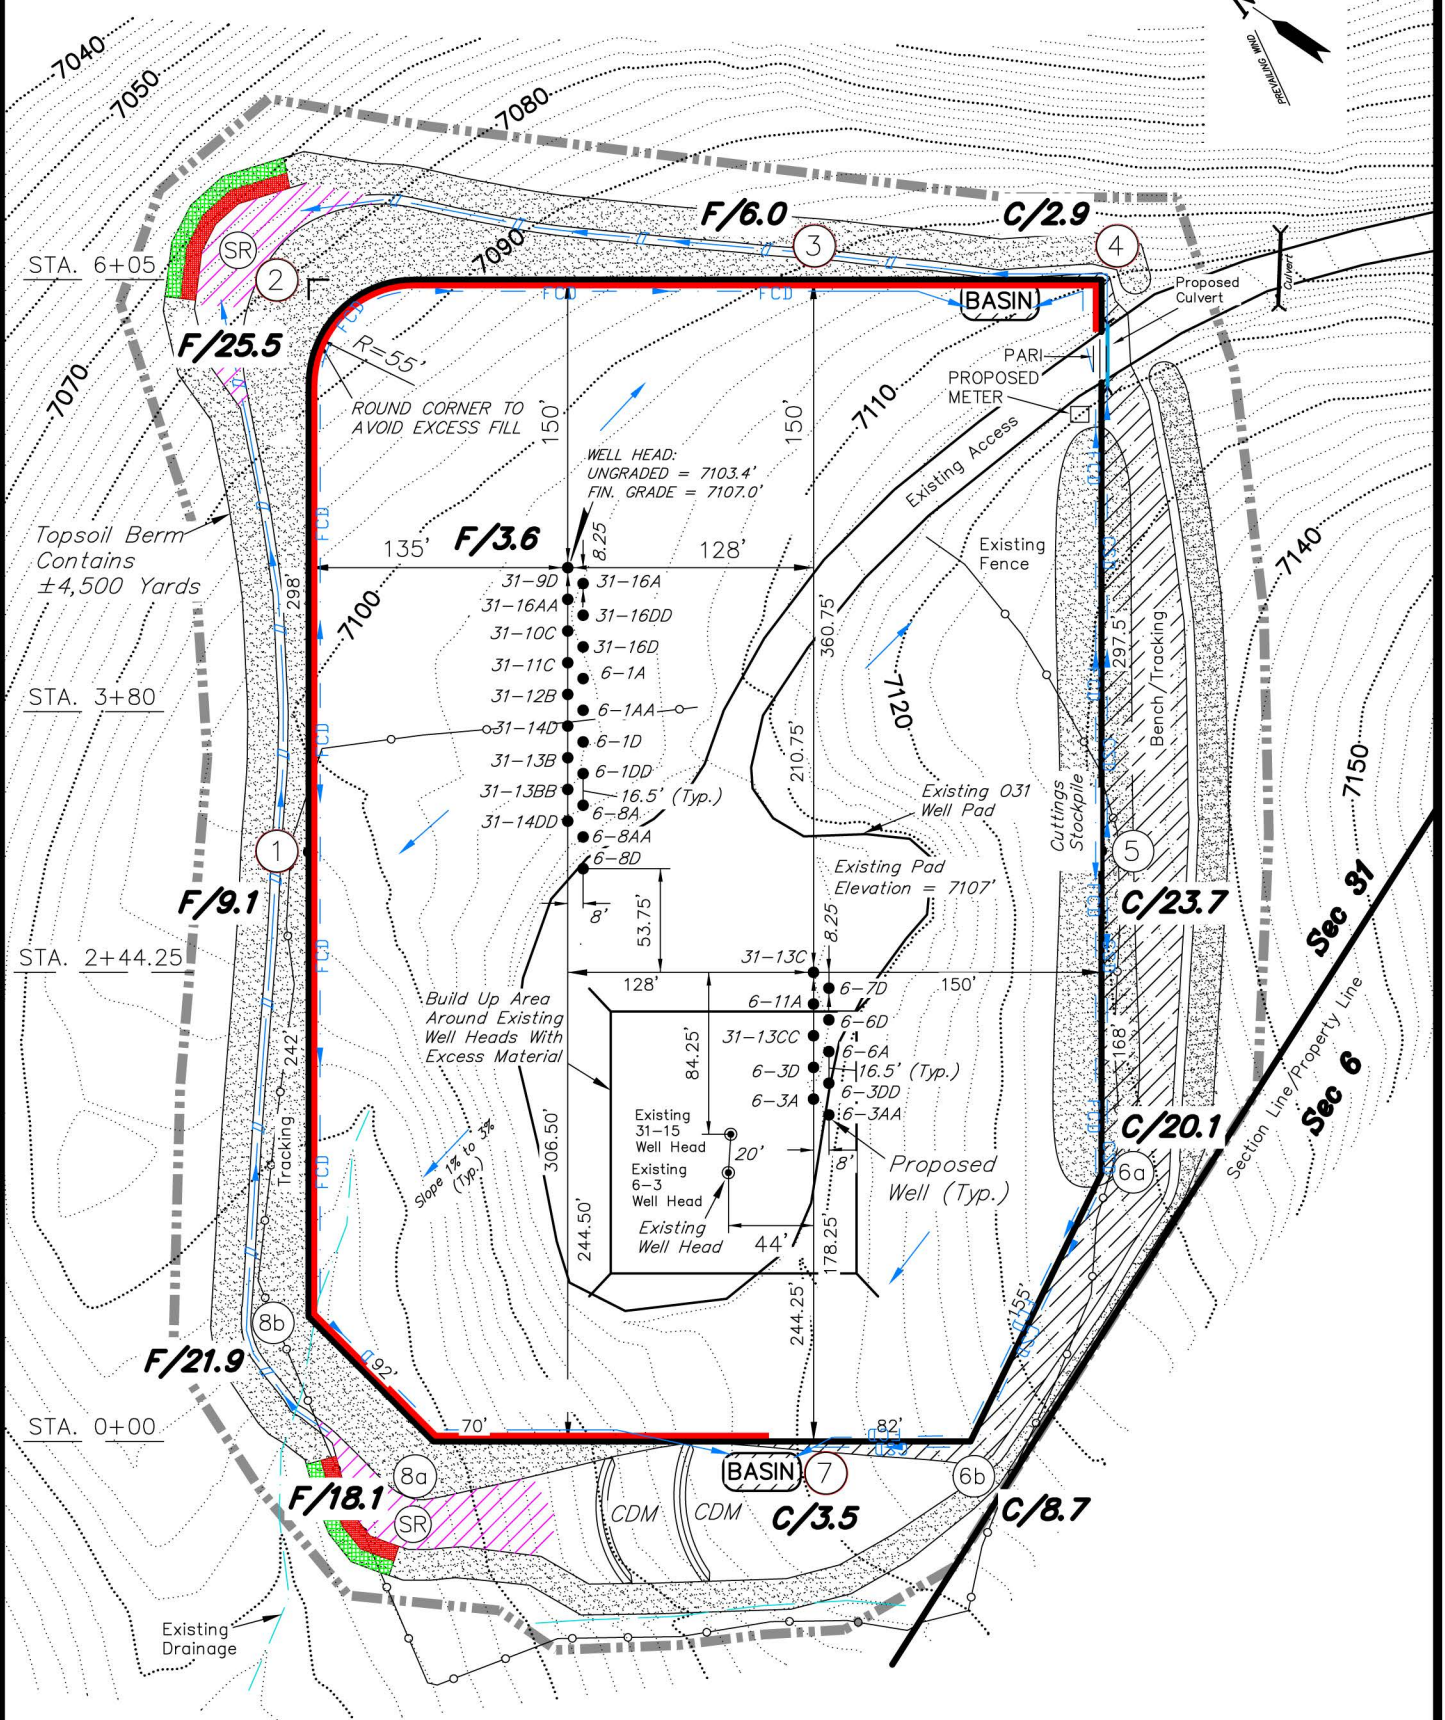 PREVAILING WIND
7040
7050
7080
7090
7070
7100
7110
7120
7140
7150
F/6.0
C/2.9
3
4
STA. 6+05
SR
2
F/25.5
Proposed
Culvert
Culvert
FCD
FCD
FCD
BASIN
R=55'
ROUND CORNER TO
AVOID EXCESS FILL
PARI
PROPOSED
METER
150'
150'
WELL HEAD:
UNGRADED = 7103.4'
FIN. GRADE = 7107.0'
Existing Access
FCD
Topsoil Berm
Contains
±4,500 Yards
F/3.6
135'
8.25
128'
Existing
Fence
298'
360.75'
297.5'
Bench/Tracking
31-9D
31-16AA
31-10C
31-11C
31-12B
31-14D
31-13B
31-13BB
31-14DD
31-16A
31-16DD
31-16D
6-1A
6-1AA
6-1D
6-1DD
16.5' (Typ.)
6-8A
6-8AA
6-8D
STA. 3+80
FCD
210.75'
Existing O31
Well Pad
Cuttings
Stockpile
1
5
F/9.1
C/23.7
Existing Pad
Elevation = 7107'
8'
53.75'
8.25
STA. 2+44.25
FCD
31-13C
128'
150'
Sec 31
Section Line/Property Line
Sec 6
Build Up Area
Around Existing
Well Heads With
Excess Material
6-11A
31-13CC
6-3D
6-3A
6-7D
6-6D
6-6A
16.5' (Typ.)
6-3DD
6-3AA
84.25'
168'
242'
Tracking
FCD
Slope 1% to 3%
(Typ.)
306.50'
244.50'
Existing
31-15
Well Head
Existing
6-3
Well Head
20'
8'
Existing
Well Head
44'
178.25'
244.25'
Proposed
Well (Typ.)
C/20.1
6a
155'
8b
F/21.9
92'
STA. 0+00
70'
82'
8a
BASIN
7
6b
F/18.1
SR
CDM
CDM
C/3.5
C/8.7
Existing
Drainage